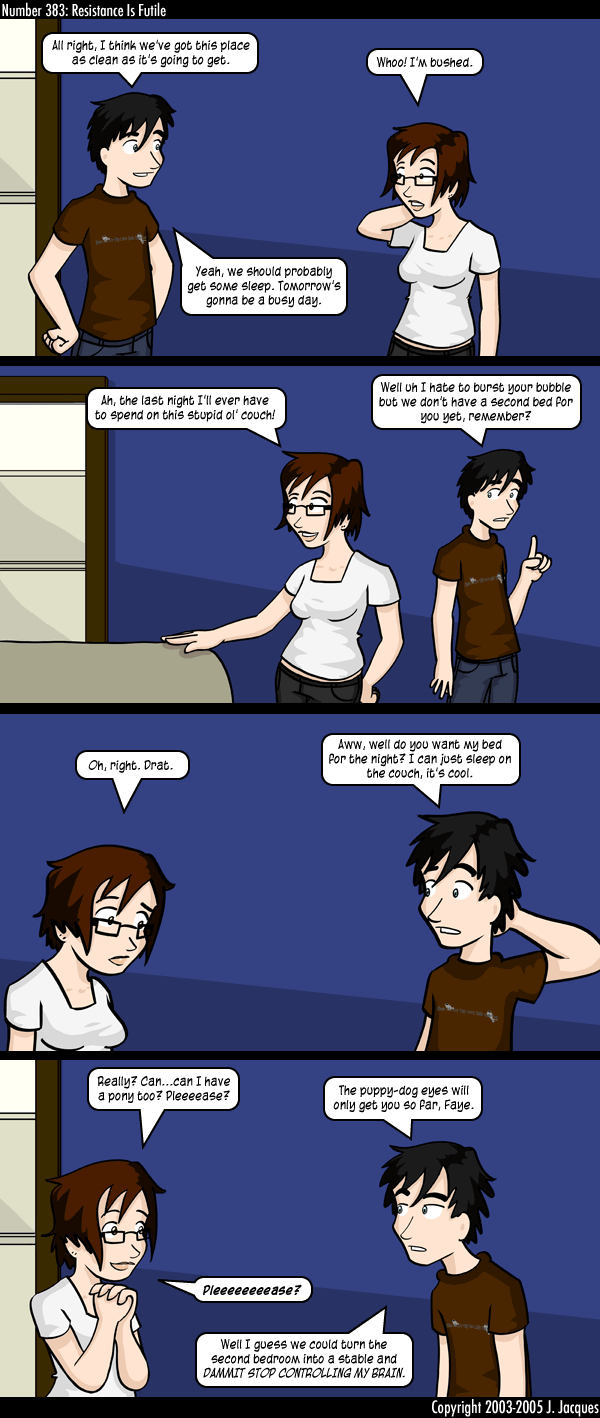 Number 383: Resistance Is Futile
All right, I think we've got this place
as clean as it's going to get.
Whoo! I'm bushed.
Yeah, we should probably
get some sleep. Tomorrow's
gonna be a busy day.
Ah, the last night I'll ever have
to spend on this stupid ol' couch!
Well uh I hate to burst your bubble
but we don't have a second bed for
you yet, remember?
Oh, right. Drat.
Aww, well do you want my bed
for the night? I can just sleep on
the couch, it's cool.
Really? Can...can I have
a pony too? Pleeeease?
The puppy-dog eyes will
only get you so far, Faye.
Pleeeeeeeease?
Well I guess we could turn the
second bedroom into a stable and
DAMMIT STOP CONTROLLING MY BRAIN.
Copyright 2003-2005 J. Jacques